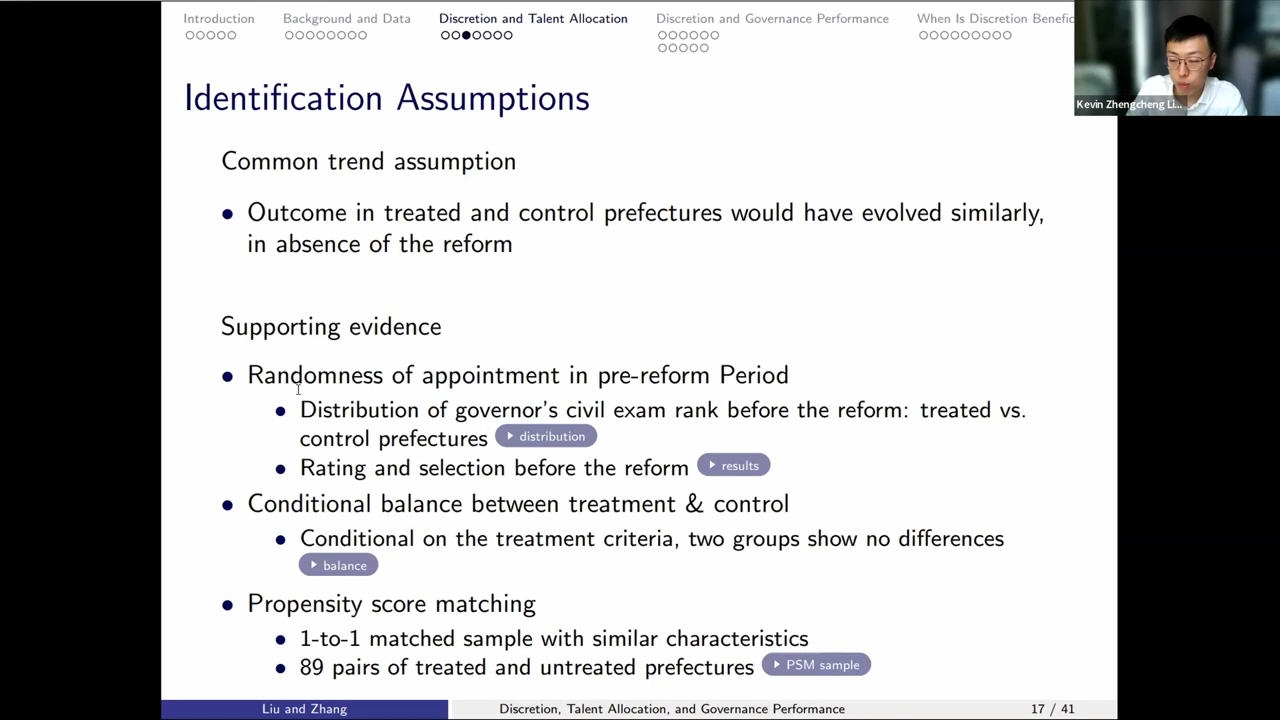 Introduction
Background and Data
Discretion and Talent Allocation
Discretion and Governance Performance
When Is Discretion Benefic
Kevin Zhengcheng Li...
Identification Assumptions
Common trend assumption
• Outcome in treated and control prefectures would have evolved similarly,
in absence of the reform
Supporting evidence
• Randomness of appointment in pre-reform Period
• Distribution of governor's civil exam rank before the reform: treated vs.
control prefectures distribution
• Rating and selection before the reform results
• Conditional balance between treatment & control
• Conditional on the treatment criteria, two groups show no differences
balance
• Propensity score matching
• 1-to-1 matched sample with similar characteristics
• 89 pairs of treated and untreated prefectures PSM sample
Liu and Zhang
Discretion, Talent Allocation, and Governance Performance
17 / 41